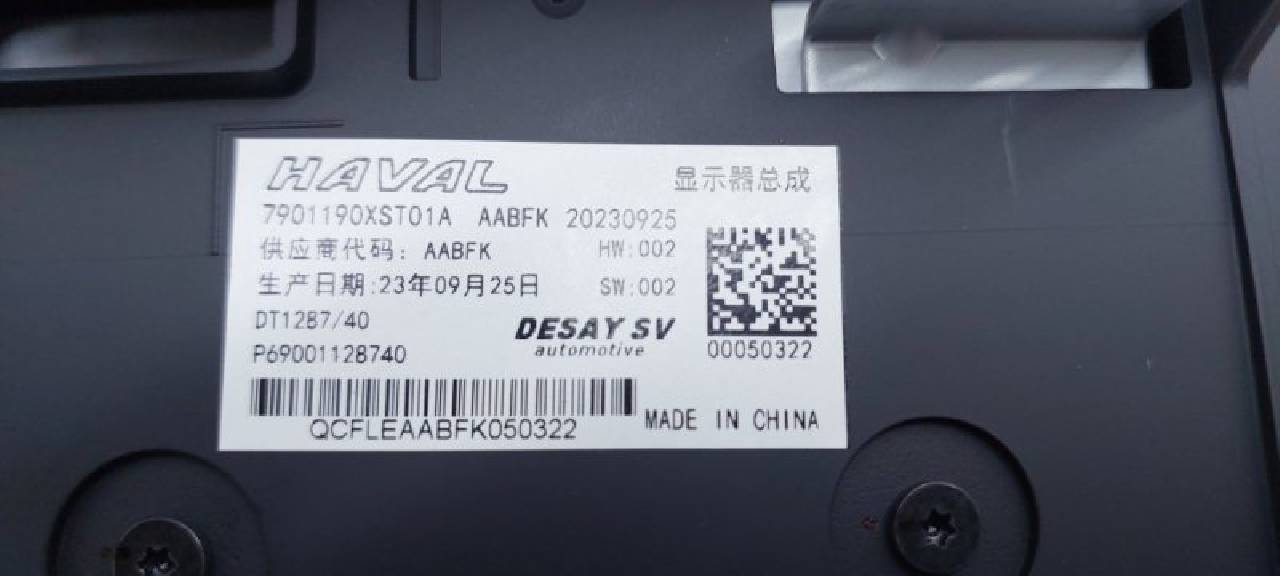 HAVAL 显示器总成
7901190XST01A AABFK 20230925
供应商代码: AABFK HW:002
生产日期:23年09月25日 SW:002
DT1287/40 DESAY SV
P69001128740 automotive 00050322
QCFLEAABFK050322 MADE IN CHINA